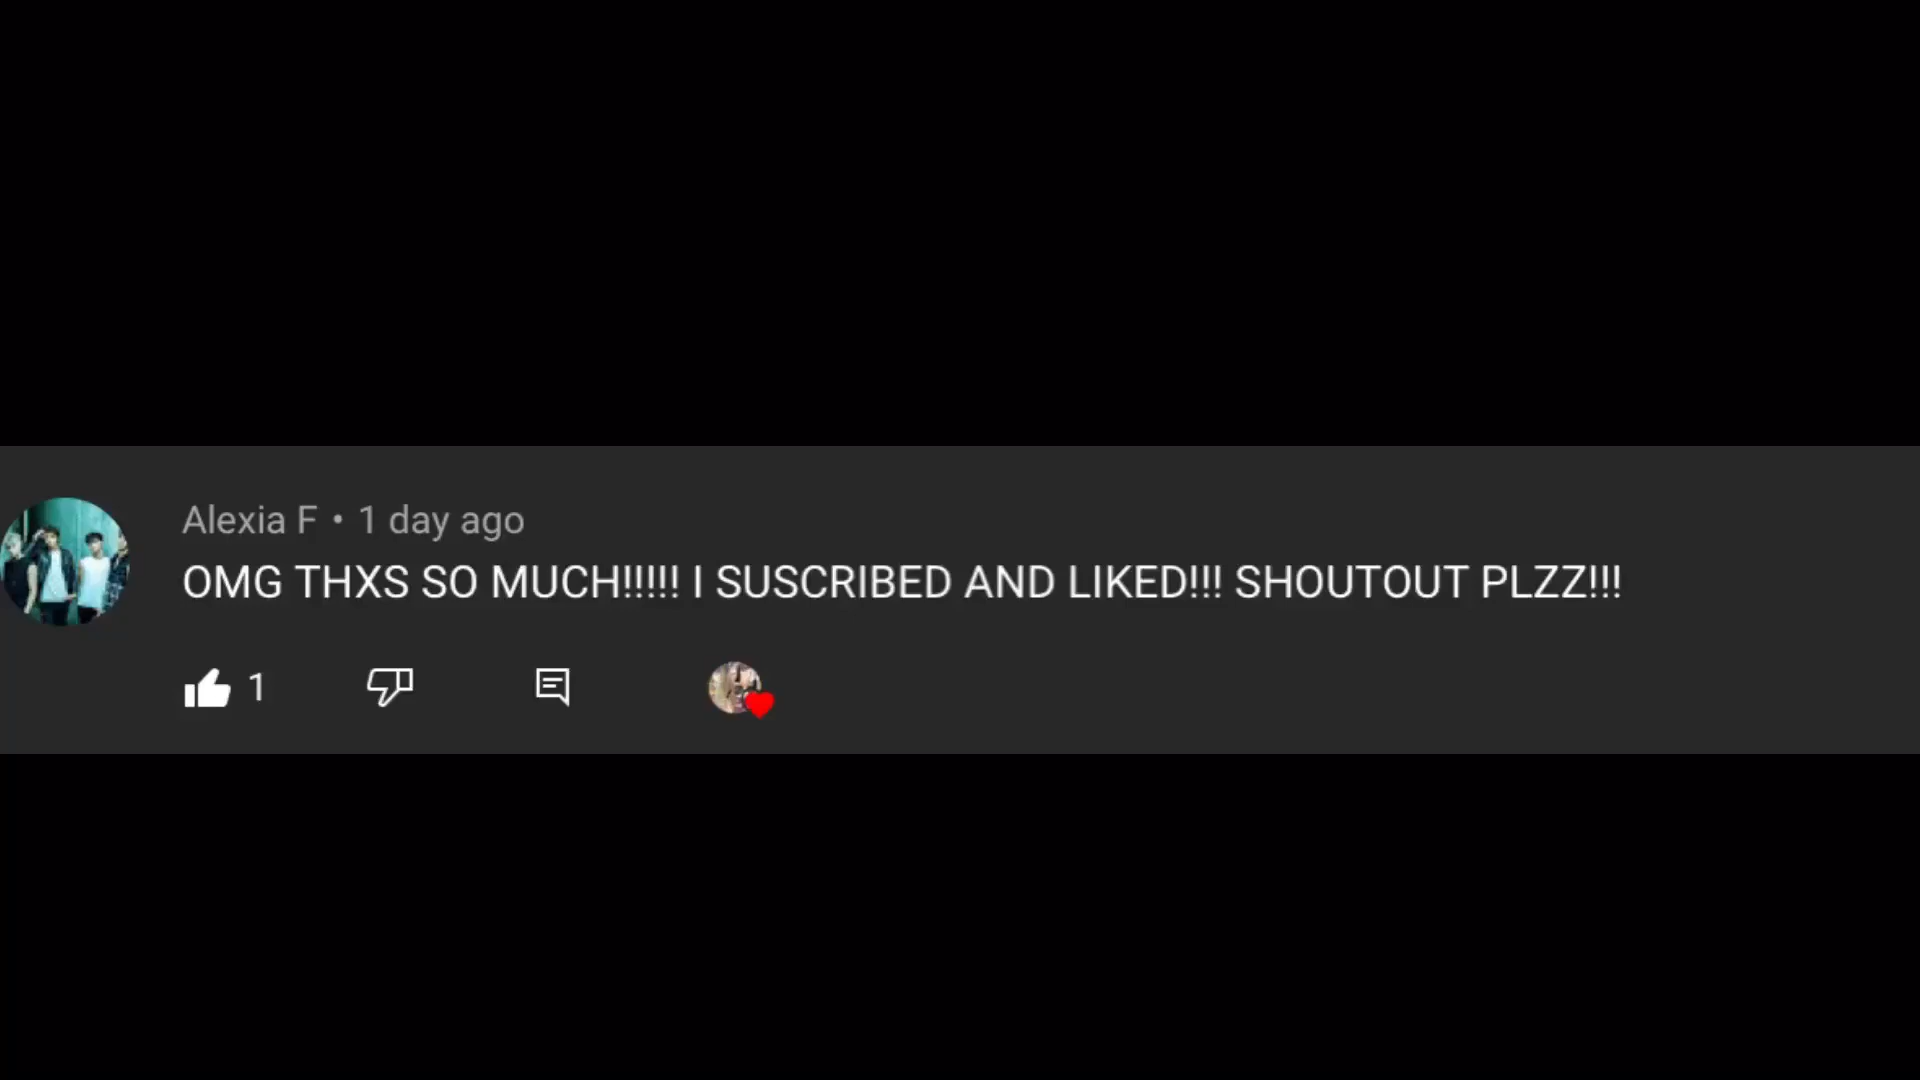 Alexia F • 1 day ago
OMG THXS SO MUCH!!!!! I SUSCRIBED AND LIKED!!! SHOUTOUT PLZZ!!!
1